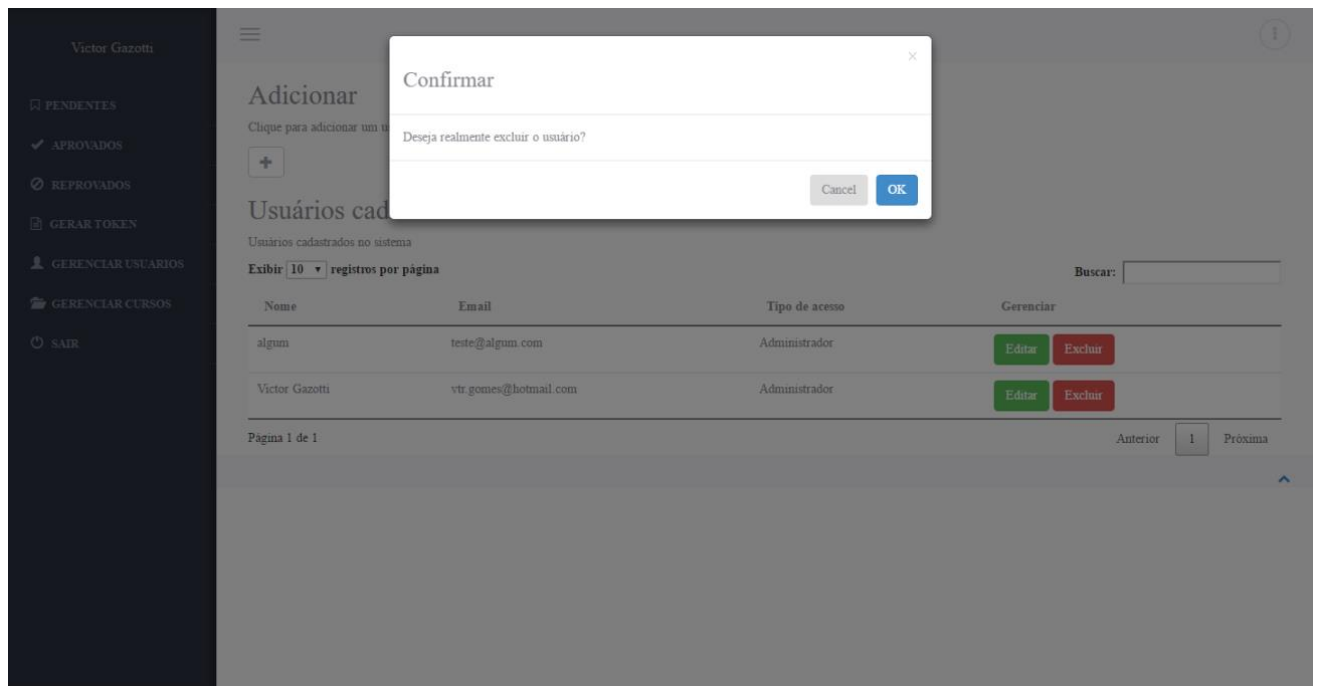 Victor Gazotti
PENDENTES
APROVADOS
REPROVADOS
GERAR TOKEN
GERENCIAR USUARIOS
GERENCIAR CURSOS
SAIR
×
Confirmar
Deseja realmente excluir o usuário?
Cancel OK
Adicionar
Clique para adicionar um u
+
Usuários cad
Usuários cadastrados no sistema
Exibir 10 registros por página Buscar:
Nome Email Tipo de acesso Gerenciar
algum teste@algum.com Administrador Editar Excluir
Victor Gazotti vtr.gomes@hotmail.com Administrador Editar Excluir
Página 1 de 1 Anterior 1 Próxima